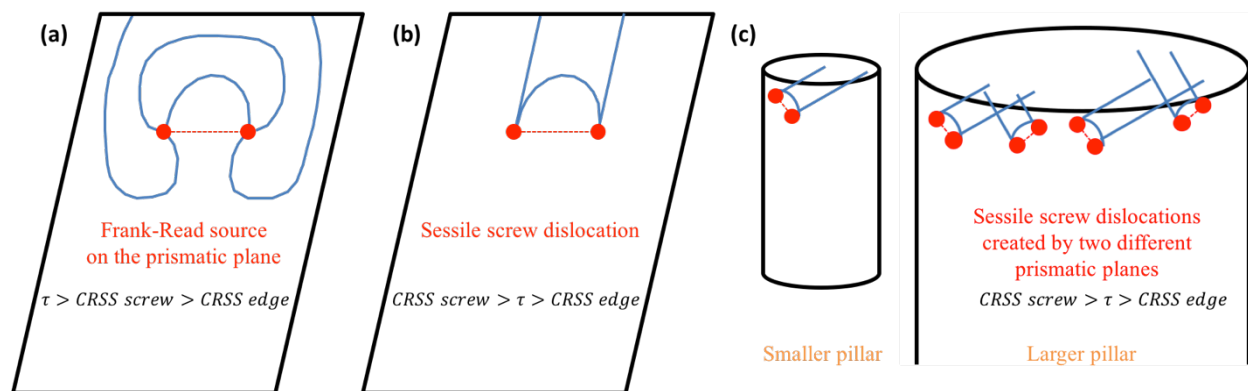 (a)
Frank-Read source
on the prismatic plane
τ > CRSS screw > CRSS edge
(b)
Sessile screw dislocation
CRSS screw > τ > CRSS edge
(c)
Smaller pillar
Sessile screw dislocations
created by two different
prismatic planes
CRSS screw > τ > CRSS edge
Larger pillar